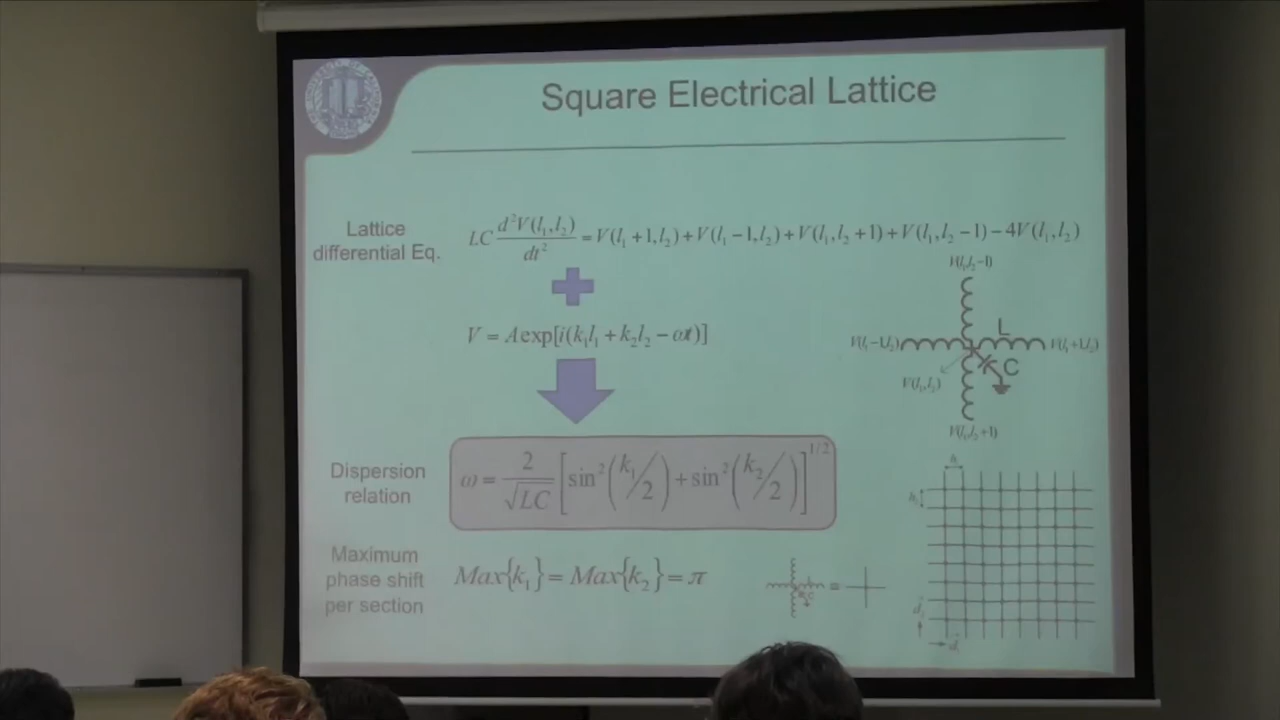 Square Electrical Lattice
Lattice
differential Eq.
LC d²V(l₁,l₂)/dt² = V(l₁+1,l₂)+V(l₁−1,l₂)+V(l₁,l₂+1)+V(l₁,l₂−1)−4V(l₁,l₂)
V = A exp[i(k₁l₁ + k₂l₂ − ωt)]
V(l₁,l₂−1)
L
V(l₁−1,l₂)
V(l₁+1,l₂)
C
V(l₁,l₂)
V(l₁,l₂+1)
Dispersion
relation
ω = 2/√LC [sin²(k₁/2) + sin²(k₂/2)]^1/2
Maximum
phase shift
per section
Max{k₁} = Max{k₂} = π
=